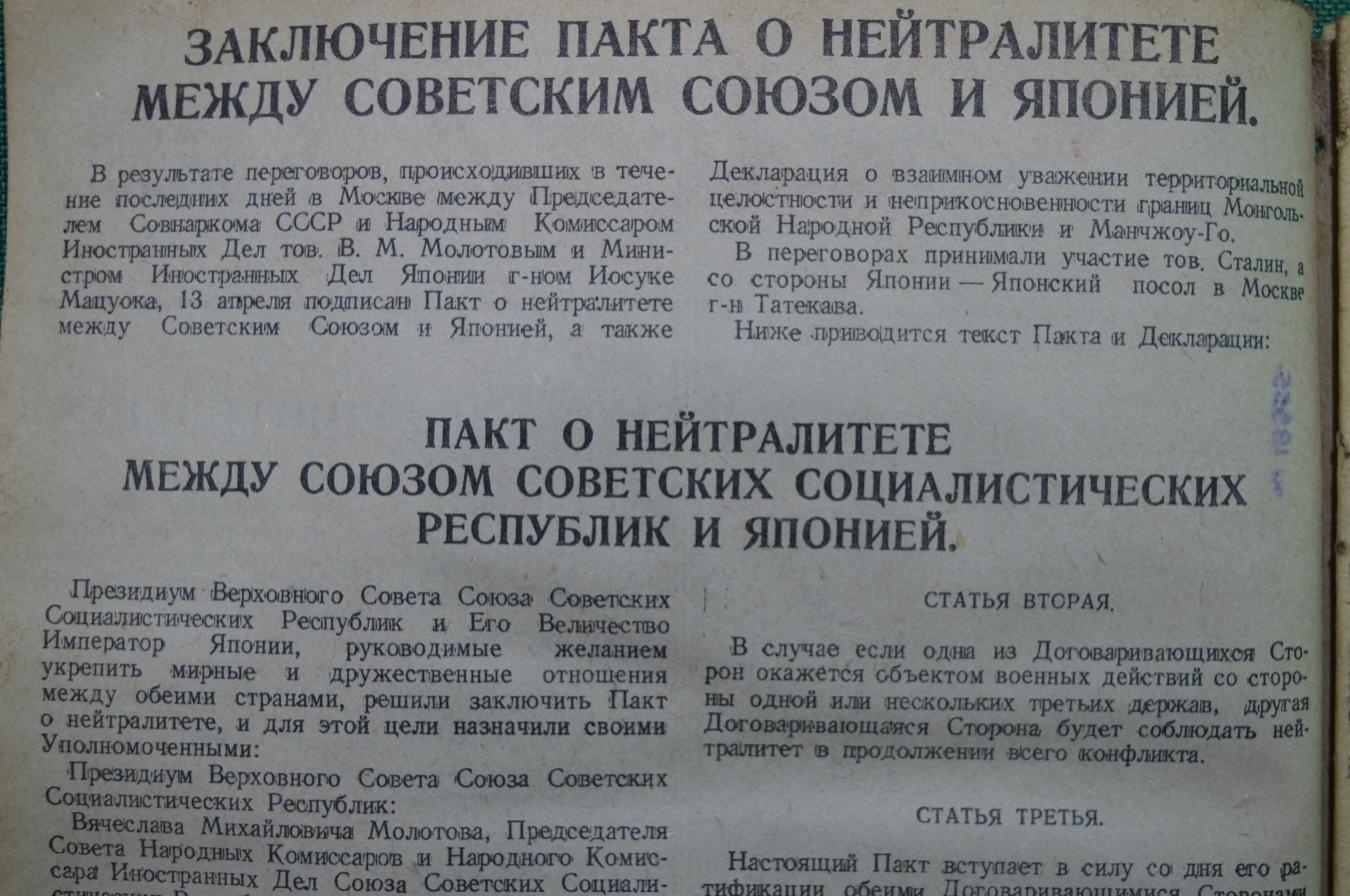 ЗАКЛЮЧЕНИЕ ПАКТА О НЕЙТРАЛИТЕТЕ
МЕЖДУ СОВЕТСКИМ СОЮЗОМ И ЯПОНИЕЙ.
В результате переговоров, происходивших в тече-
ние последних дней в Москве между Председате-
лем Совнаркома СССР и Народным Комиссаром
Иностранных Дел тов. В. М. Молотовым и Мини-
стром Иностранных Дел Японии г-ном Иосуке
Мацуока, 13 апреля подписан Пакт о нейтралитете
между Советским Союзом и Японией, а также
Декларация о взаимном уважении территориальной
целостности и неприкосновенности границ Монголь-
ской Народной Республики и Манчжоу-Го.
В переговорах принимали участие тов. Сталин, а
со стороны Японии — Японский посол в Москве
г-н Татекава.
Ниже приводится текст Пакта и Декларации:
ПАКТ О НЕЙТРАЛИТЕТЕ
МЕЖДУ СОЮЗОМ СОВЕТСКИХ СОЦИАЛИСТИЧЕСКИХ
РЕСПУБЛИК И ЯПОНИЕЙ.
Президиум Верховного Совета Союза Советских
Социалистических Республик и Его Величество
Император Японии, руководимые желанием
укрепить мирные и дружественные отношения
между обеими странами, решили заключить Пакт
о нейтралитете, и для этой цели назначили своими
Уполномоченными:
Президиум Верховного Совета Союза Советских
Социалистических Республик:
Вячеслава Михайловича Молотова, Председателя
Совета Народных Комиссаров и Народного Комис-
сара Иностранных Дел Союза Советских Социали-
СТАТЬЯ ВТОРАЯ.
В случае если одна из Договаривающихся Сто-
рон окажется объектом военных действий со сторо-
ны одной или нескольких третьих держав, другая
Договаривающаяся Сторона будет соблюдать ней-
тралитет в продолжении всего конфликта.
СТАТЬЯ ТРЕТЬЯ.
Настоящий Пакт вступает в силу со дня его ра-
тификации обеими Договаривающимися Сторонами